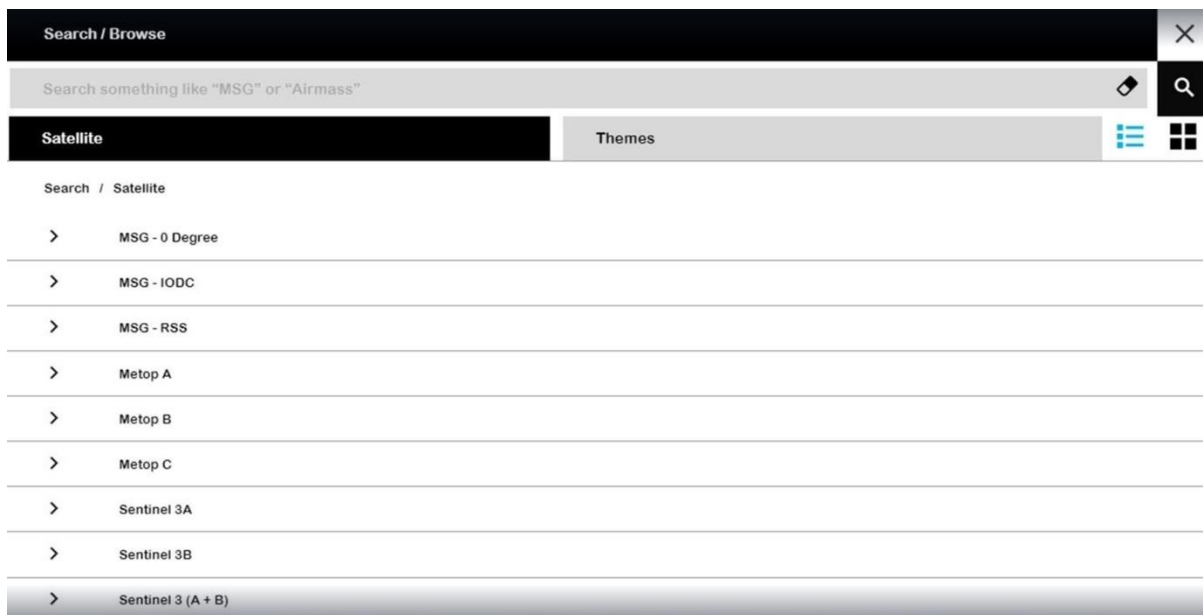 Search / Browse
Search something like “MSG” or “Airmass”
Satellite Themes
Search / Satellite
MSG - 0 Degree
MSG - IODC
MSG - RSS
Metop A
Metop B
Metop C
Sentinel 3A
Sentinel 3B
Sentinel 3 (A + B)